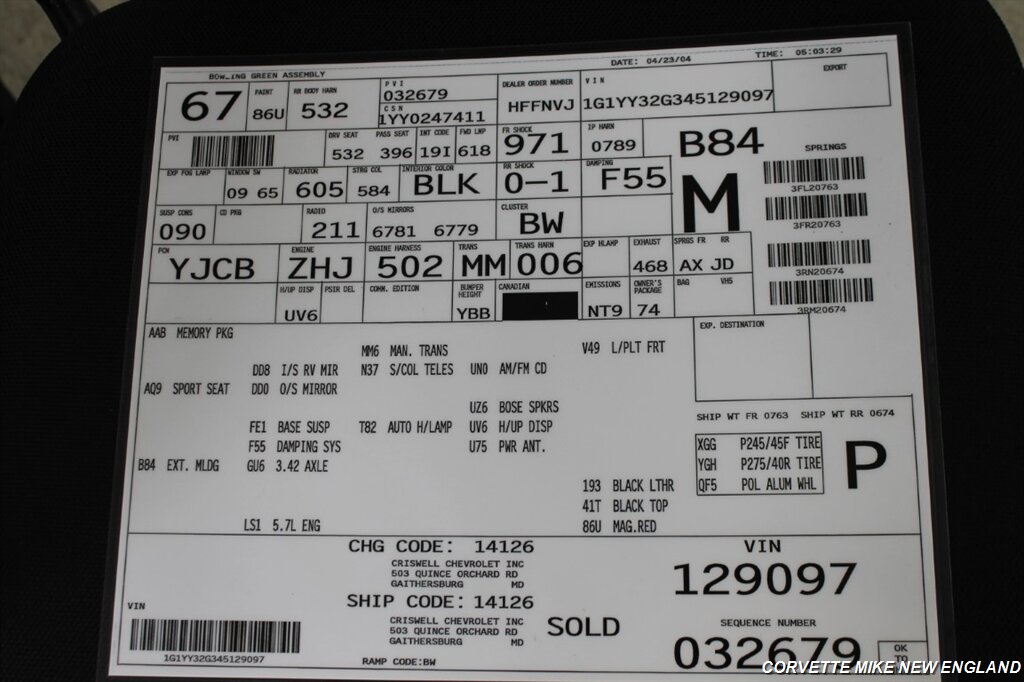 BOWLING GREEN ASSEMBLY DATE: 04/23/04 TIME: 05:03:29
67 PAINT 86U RR BODY HARN 532 PVI 032679 CSN 1YY0247411 DEALER ORDER NUMBER HFFNVJ VIN 1G1YY32G345129097 EXPORT
PVI DRV SEAT 532 PASS SEAT 396 INT CODE 19I FWD LMP 618 FR SHOCK 971 IP HARN 0789 B84 SPRINGS
3FL20763
EXP FOG LAMP WINDOW SW 09 65 RADIATOR 605 STRG COL 584 INTERIOR COLOR BLK RR SHOCK 0-1 DAMPING F55 M
3FR20763
SUSP CONS 090 CD PKG RADIO 211 O/S MIRRORS 6781 6779 CLUSTER BW
3RN20674
PCN YJCB ENGINE ZHJ ENGINE HARNESS 502 TRANS MM TRANS HARN 006 EXP HLAMP EXHAUST 468 SPRGS FR RR AX JD
3RM20674
H/UP DISP UV6 PSIR DEL COMM. EDITION BUMPER HEIGHT YBB CANADIAN EMISSIONS NT9 OWNER'S PACKAGE 74 BAG VH5
AAB MEMORY PKG EXP. DESTINATION
MM6 MAN. TRANS V49 L/PLT FRT
DD8 I/S RV MIR N37 S/COL TELES UN0 AM/FM CD
AQ9 SPORT SEAT DD0 O/S MIRROR
UZ6 BOSE SPKRS SHIP WT FR 0763 SHIP WT RR 0674
FE1 BASE SUSP T82 AUTO H/LAMP UV6 H/UP DISP
F55 DAMPING SYS U75 PWR ANT. XGG P245/45F TIRE
B84 EXT. MLDG GU6 3.42 AXLE YGH P275/40R TIRE P
193 BLACK LTHR QF5 POL ALUM WHL
41T BLACK TOP
LS1 5.7L ENG 86U MAG.RED
CHG CODE: 14126 VIN
CRISWELL CHEVROLET INC 129097
503 QUINCE ORCHARD RD
GAITHERSBURG MD
SHIP CODE: 14126
VIN CRISWELL CHEVROLET INC SOLD SEQUENCE NUMBER
503 QUINCE ORCHARD RD 032679
GAITHERSBURG MD OK
1G1YY32G345129097 RAMP CODE:BW TO
CORVETTE MIKE NEW ENGLAND